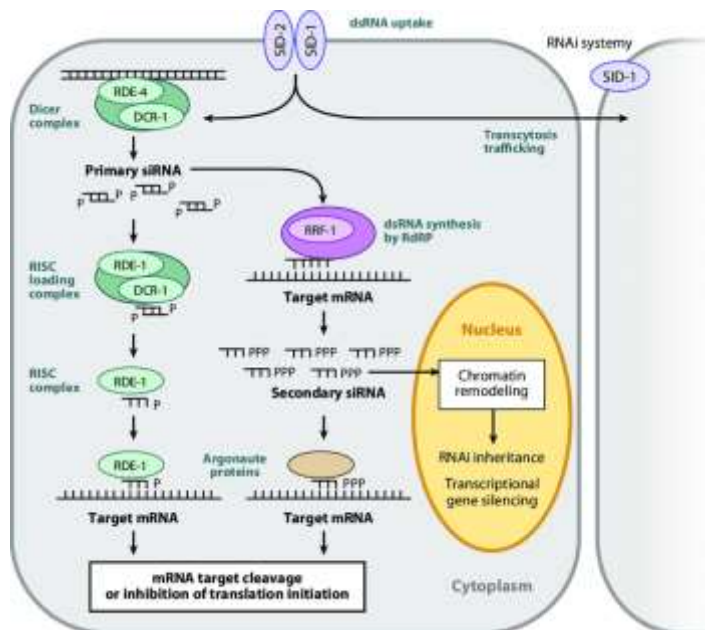 dsRNA uptake
SID-2
SID-1
RNAi systemy
SID-1
RDE-4
DCR-1
Dicer
complex
Transcytosis
trafficking
Primary siRNA
P
P
P
P
P
P
RRF-1
dsRNA synthesis
by RdRP
RISC
loading
complex
RDE-1
DCR-1
P
P
Target mRNA
Nucleus
PPP
PPP
PPP
PPP
PPP
Secondary siRNA
Chromatin
remodeling
RISC
complex
RDE-1
P
RNAi inheritance
Transcriptional
gene silencing
RDE-1
P
Argonaute
proteins
PPP
Target mRNA
Target mRNA
mRNA target cleavage
or inhibition of translation initiation
Cytoplasm